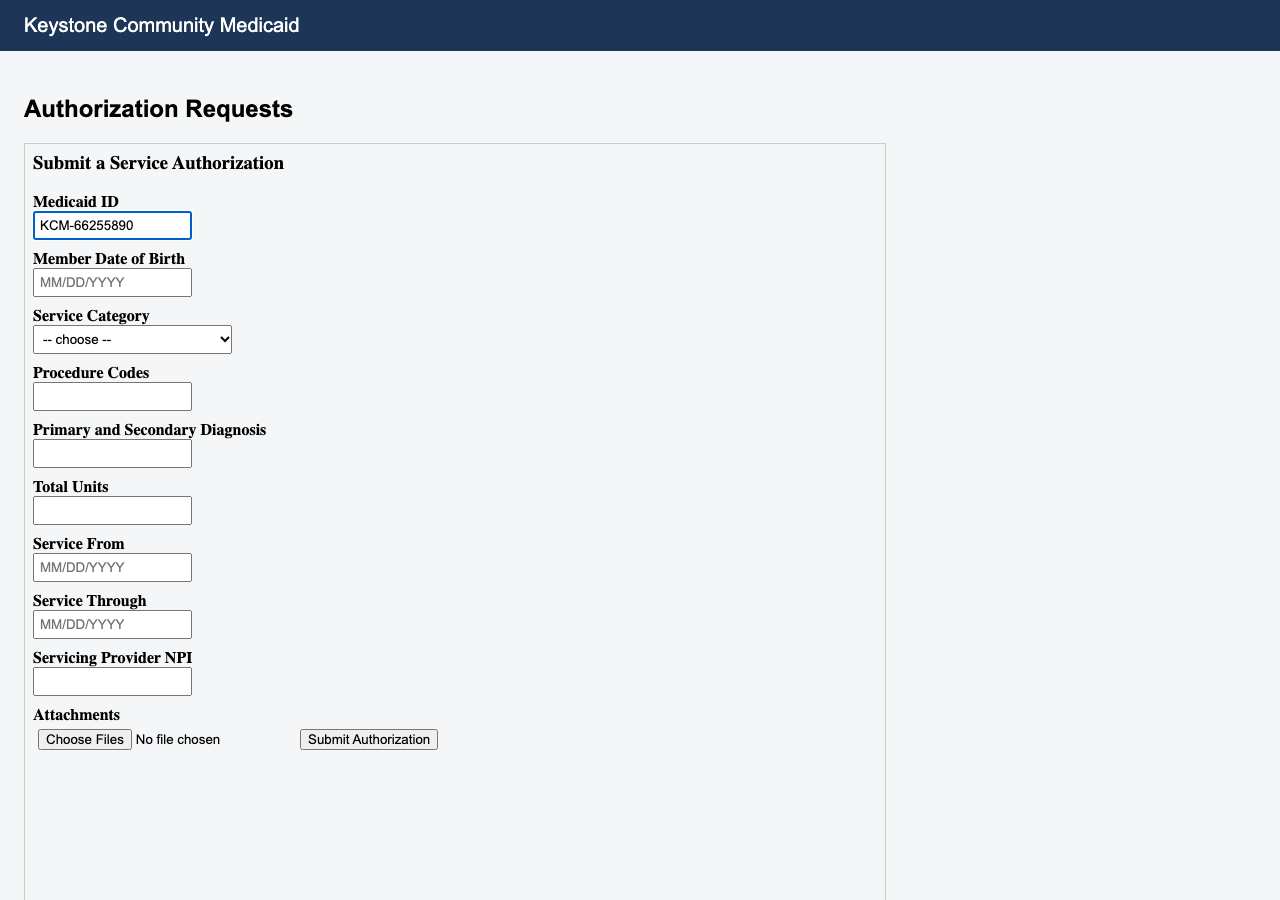 Keystone Community Medicaid
Authorization Requests
Submit a Service Authorization
Medicaid ID
KCM-66255890
Member Date of Birth
MM/DD/YYYY
Service Category
-- choose --
Procedure Codes
Primary and Secondary Diagnosis
Total Units
Service From
MM/DD/YYYY
Service Through
MM/DD/YYYY
Servicing Provider NPI
Attachments
Choose Files No file chosen Submit Authorization